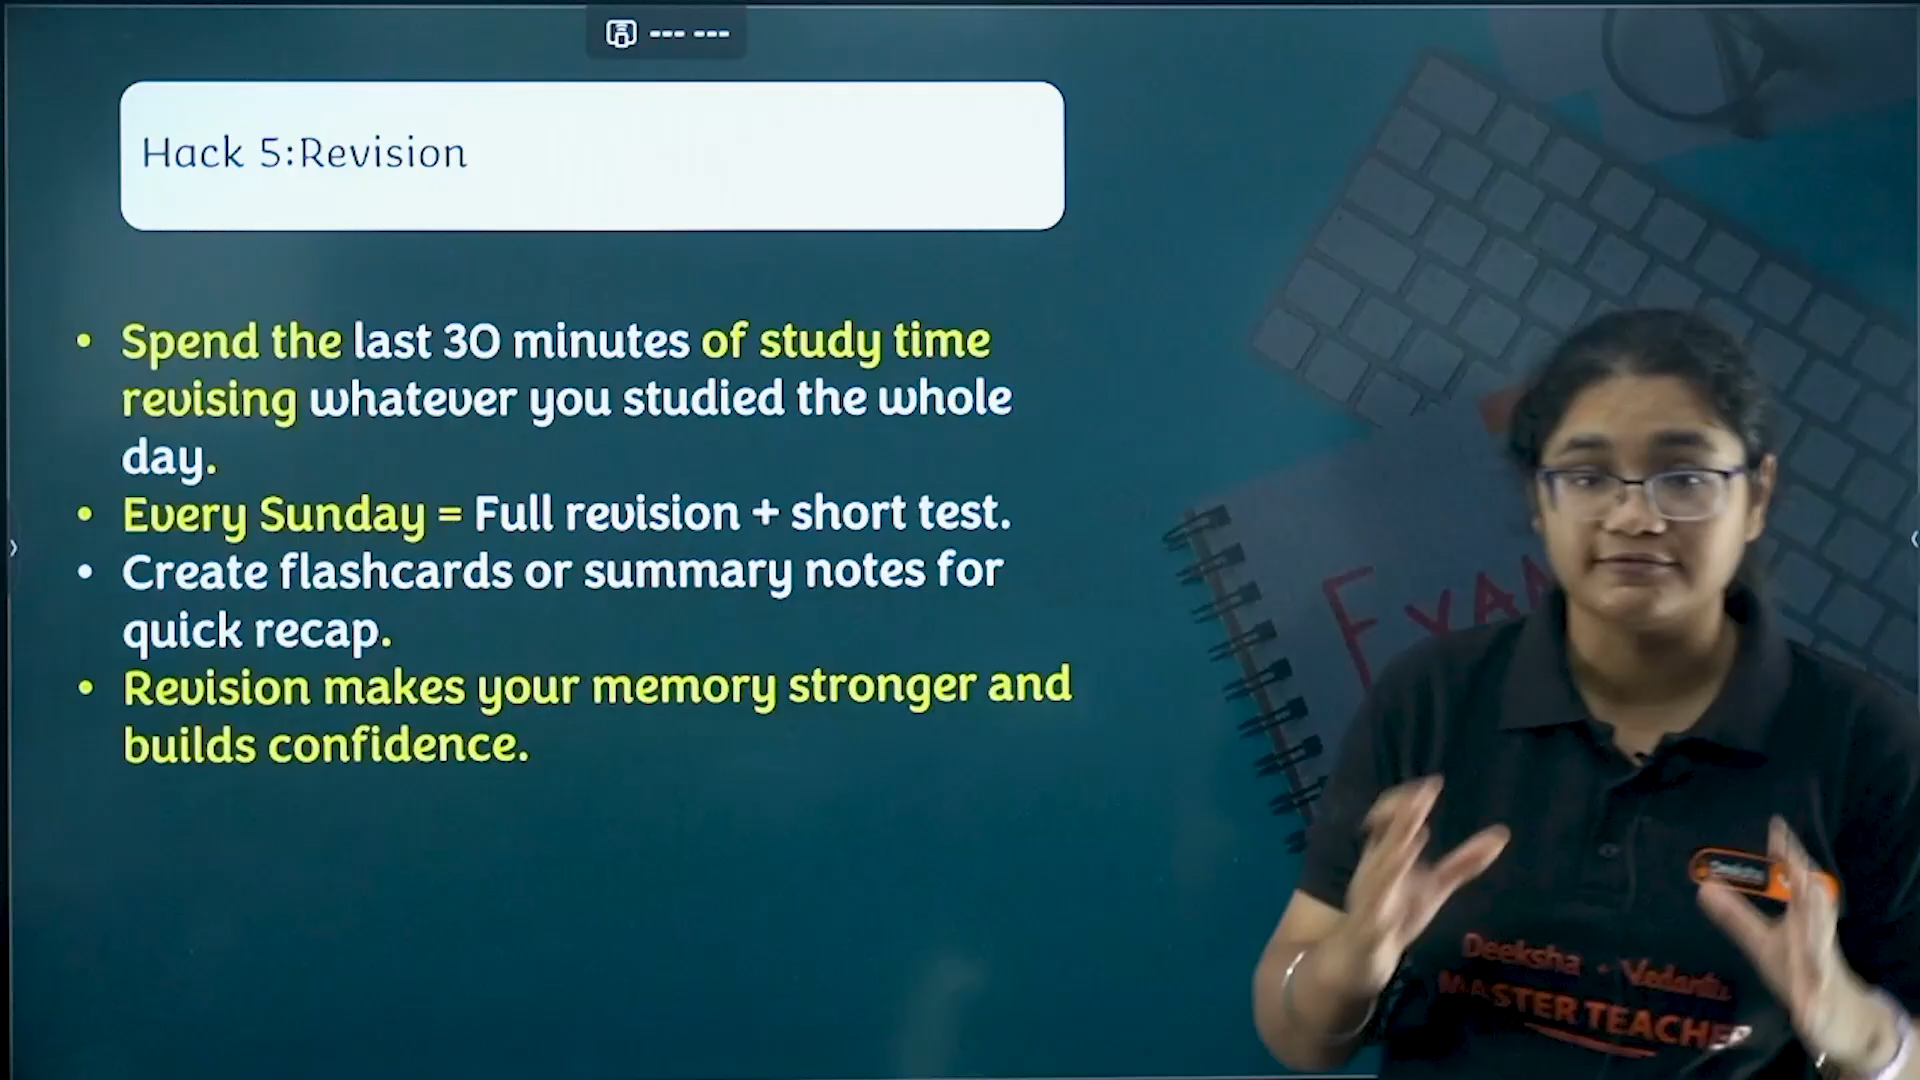 Hack 5:Revision
• Spend the last 30 minutes of study time
revising whatever you studied the whole
day.
• Every Sunday = Full revision + short test.
• Create flashcards or summary notes for
quick recap.
• Revision makes your memory stronger and
builds confidence.
EXAM
Deeksha • Vedantu
MASTER TEACHER